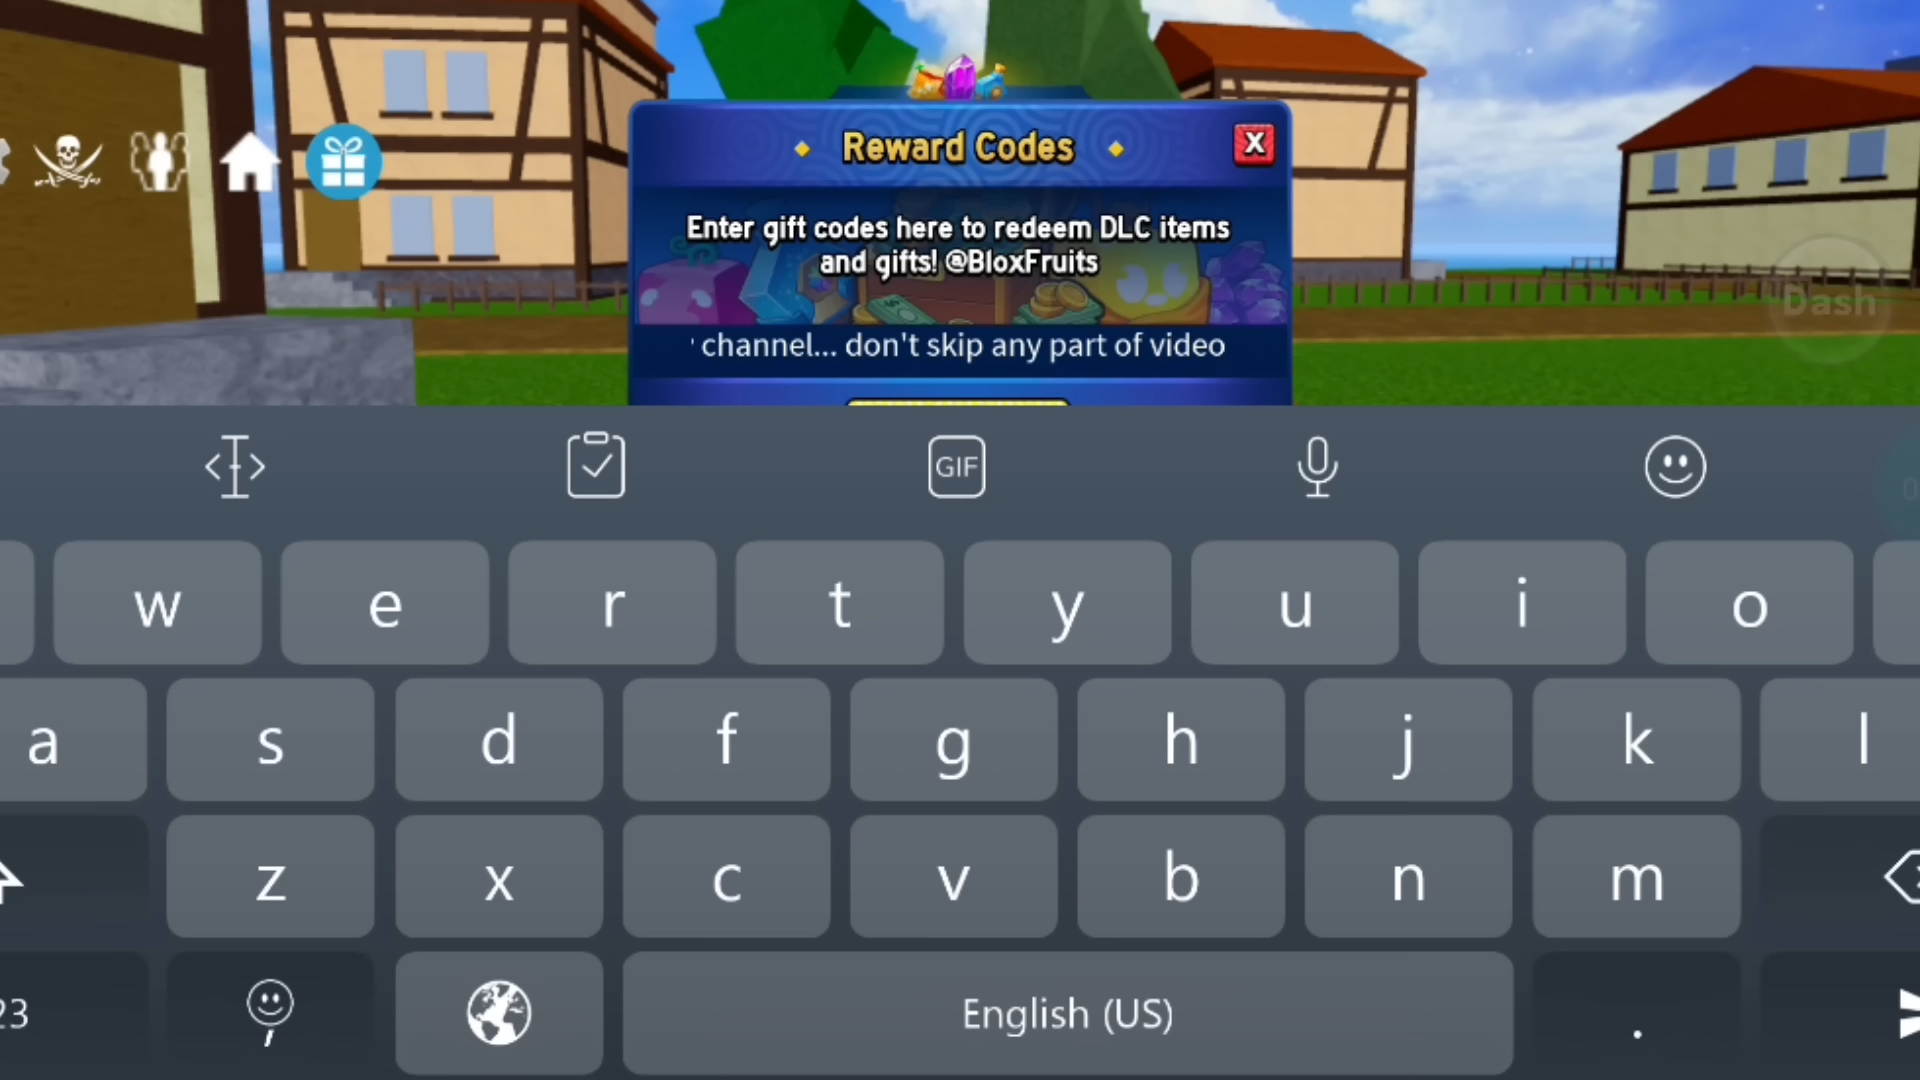 Reward Codes
X
Enter gift codes here to redeem DLC items
and gifts! @BloxFruits
channel... don't skip any part of video
Dash
GIF
w e r t y u i o
a s d f g h j k l
z x c v b n m
23
English (US)
.